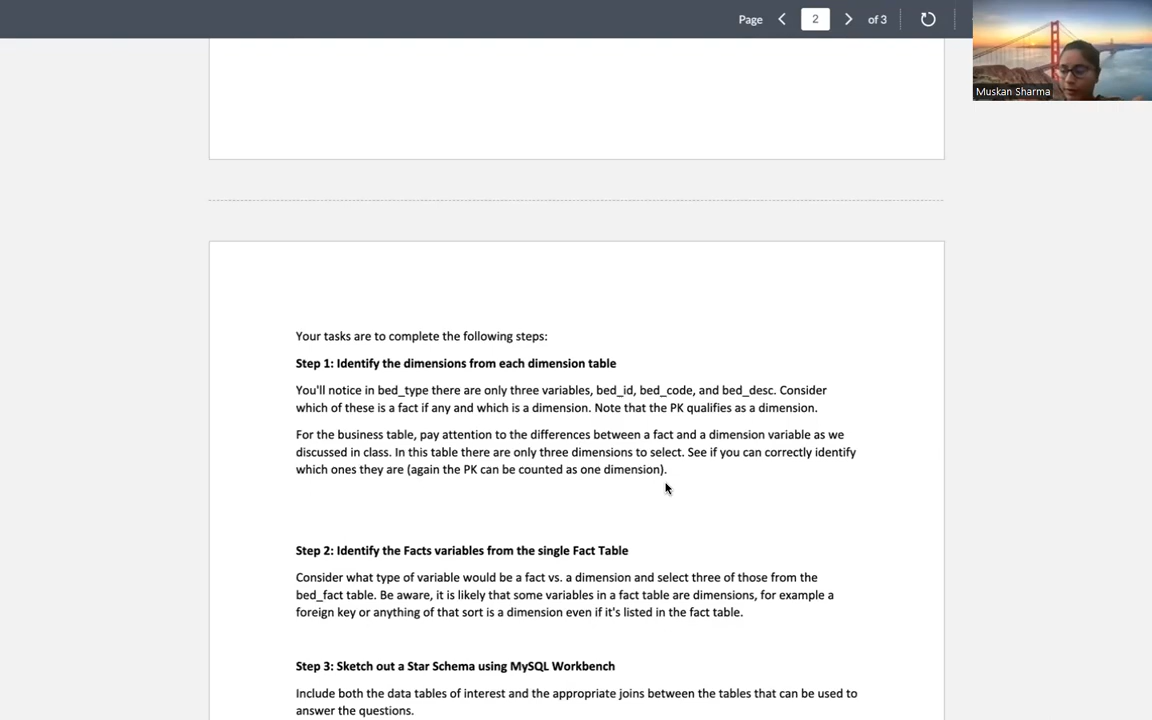 Page 2 of 3
Muskan Sharma
Your tasks are to complete the following steps:
Step 1: Identify the dimensions from each dimension table
You'll notice in bed_type there are only three variables, bed_id, bed_code, and bed_desc. Consider
which of these is a fact if any and which is a dimension. Note that the PK qualifies as a dimension.
For the business table, pay attention to the differences between a fact and a dimension variable as we
discussed in class. In this table there are only three dimensions to select. See if you can correctly identify
which ones they are (again the PK can be counted as one dimension).
Step 2: Identify the Facts variables from the single Fact Table
Consider what type of variable would be a fact vs. a dimension and select three of those from the
bed_fact table. Be aware, it is likely that some variables in a fact table are dimensions, for example a
foreign key or anything of that sort is a dimension even if it's listed in the fact table.
Step 3: Sketch out a Star Schema using MySQL Workbench
Include both the data tables of interest and the appropriate joins between the tables that can be used to
answer the questions.